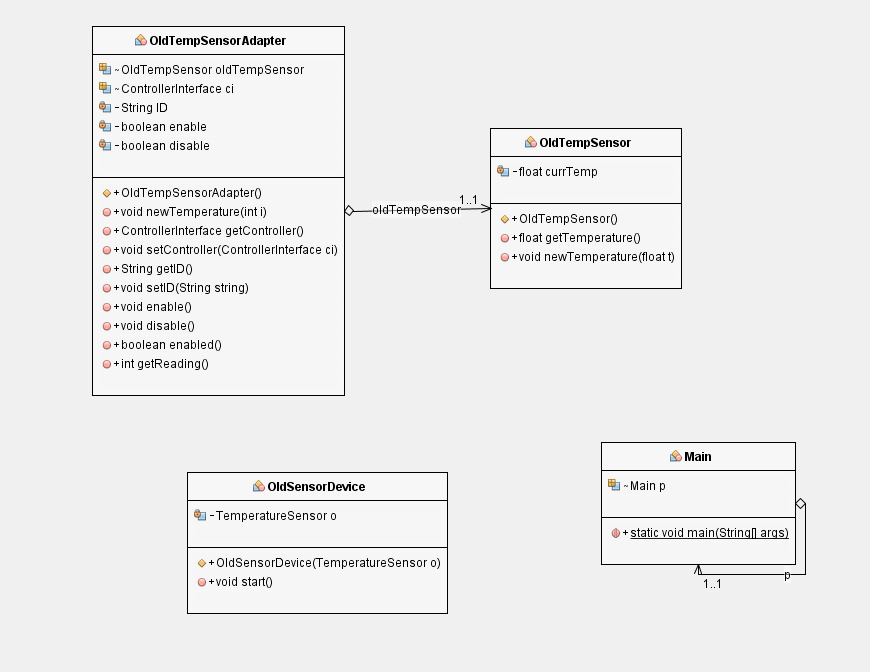 OldTempSensorAdapter
~OldTempSensor oldTempSensor
~ControllerInterface ci
-String ID
-boolean enable
-boolean disable
+OldTempSensorAdapter()
+void newTemperature(int i)
+ControllerInterface getController()
+void setController(ControllerInterface ci)
+String getID()
+void setID(String string)
+void enable()
+void disable()
+boolean enabled()
+int getReading()
oldTempSensor
1..1
OldTempSensor
-float currTemp
+OldTempSensor()
+float getTemperature()
+void newTemperature(float t)
OldSensorDevice
-TemperatureSensor o
+OldSensorDevice(TemperatureSensor o)
+void start()
Main
~Main p
+static void main(String[] args)
p
1..1